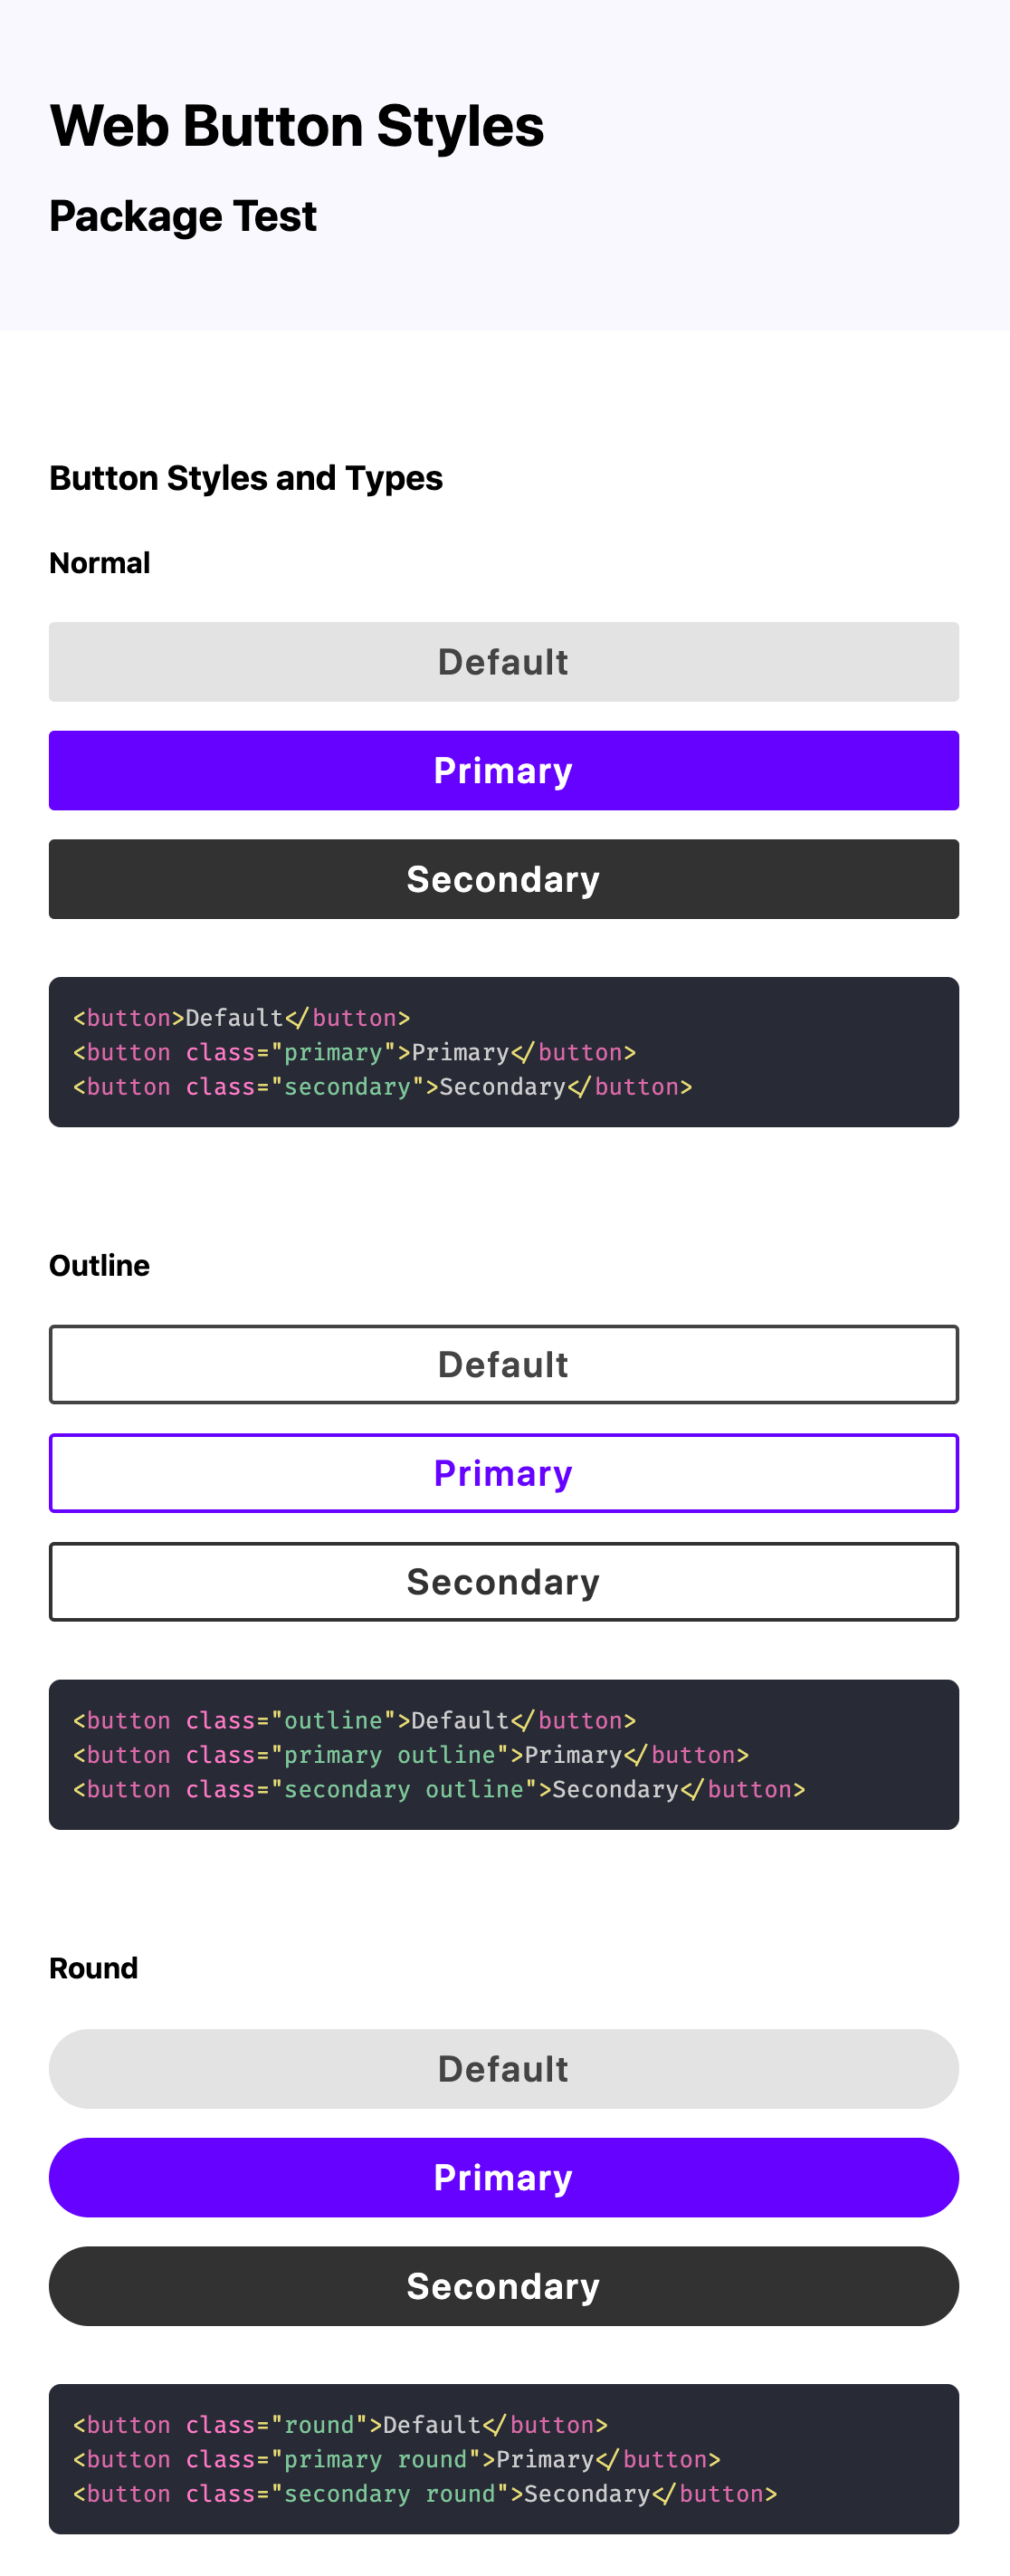 Web Button Styles
Package Test
Button Styles and Types
Normal
Default
Primary
Secondary
<button>Default</button>
<button class="primary">Primary</button>
<button class="secondary">Secondary</button>
Outline
Default
Primary
Secondary
<button class="outline">Default</button>
<button class="primary outline">Primary</button>
<button class="secondary outline">Secondary</button>
Round
Default
Primary
Secondary
<button class="round">Default</button>
<button class="primary round">Primary</button>
<button class="secondary round">Secondary</button>